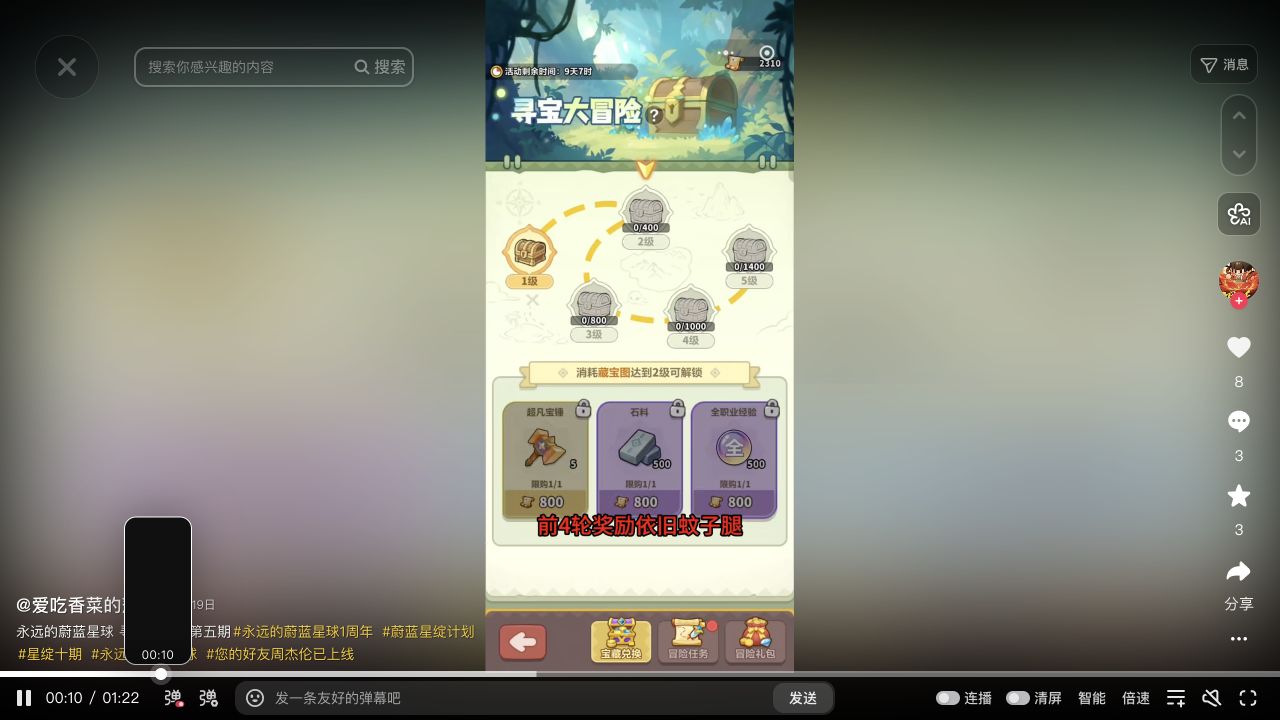 搜索你感兴趣的内容
搜索
消息
2310
活动剩余时间：9天7时
寻宝大冒险
?
0/400
2级
1级
0/1400
5级
0/800
3级
0/1000
4级
消耗藏宝图达到2级可解锁
超凡宝锤
石料
全职业经验
全
5
500
500
限购1/1
限购1/1
限购1/1
800
800
800
前4轮奖励依旧蚊子腿
AI
8
3
3
分享
@爱吃香菜的
19日
永远的蔚蓝星球
第五期#永远的蔚蓝星球1周年 #蔚蓝星绽计划
#星绽十期 #永远
球 #您的好友周杰伦已上线
00:10
宝藏兑换
冒险任务
冒险礼包
00:10 / 01:22
弹
弹
发一条友好的弹幕吧
发送
连播
清屏
智能
倍速